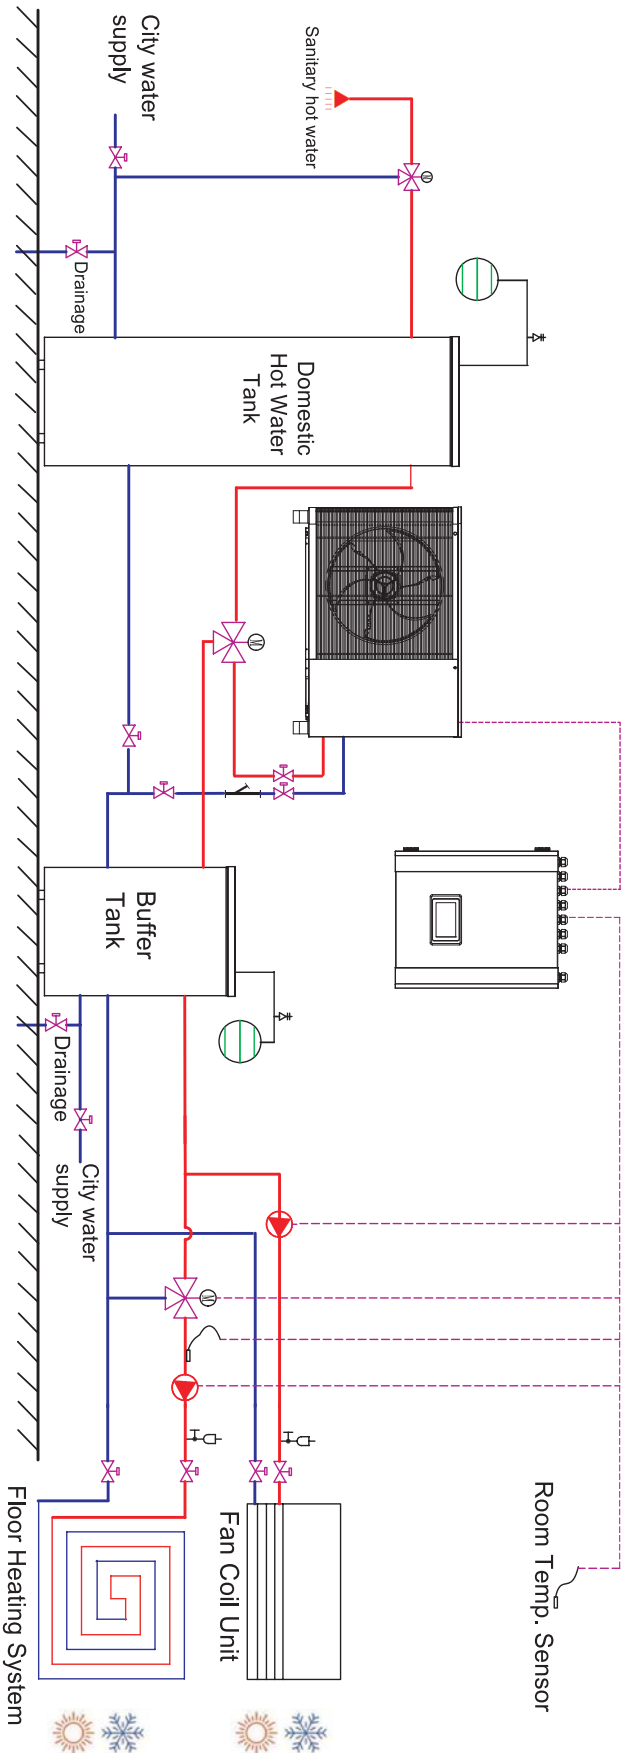 City water
supply
Sanitary hot water
Drainage
Domestic
Hot Water
Tank
M
M
Buffer
Tank
Drainage
City water
supply
M
Fan Coil Unit
Floor Heating System
Room Temp. Sensor